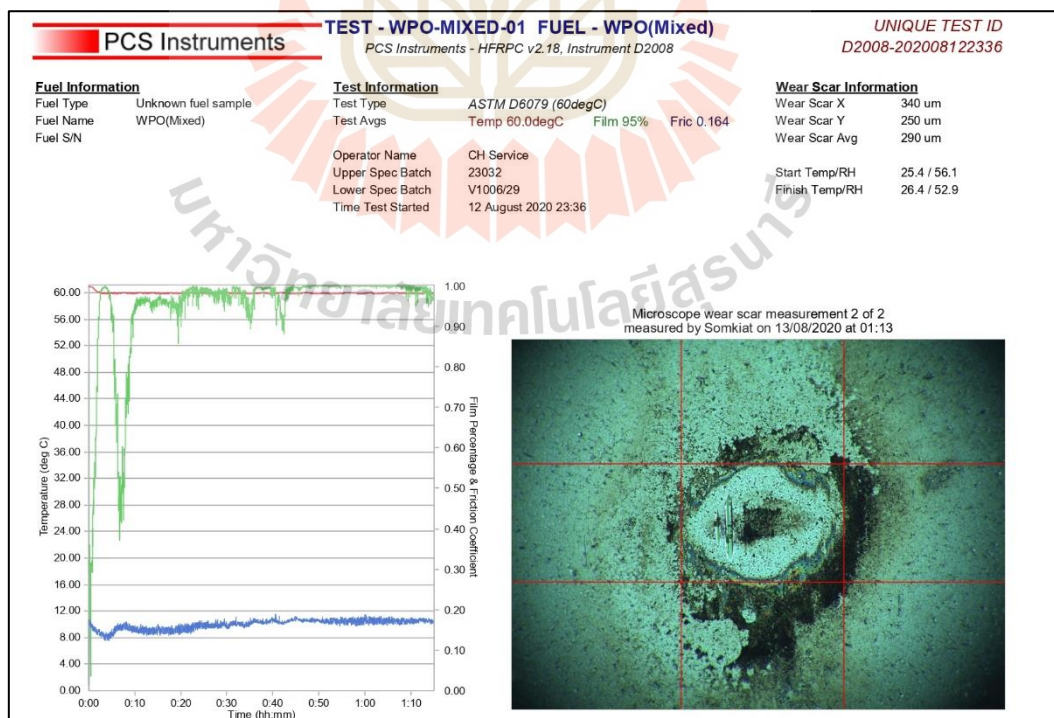 PCS Instruments
TEST - WPO-MIXED-01 FUEL - WPO(Mixed)
PCS Instruments - HFRPC v2.18, Instrument D2008
UNIQUE TEST ID
D2008-202008122336
Fuel Information
Fuel Type Unknown fuel sample
Fuel Name WPO(Mixed)
Fuel S/N
Test Information
Test Type ASTM D6079 (60degC)
Test Avgs Temp 60.0degC Film 95% Fric 0.164
Operator Name CH Service
Upper Spec Batch 23032
Lower Spec Batch V1006/29
Time Test Started 12 August 2020 23:36
Wear Scar Information
Wear Scar X 340 um
Wear Scar Y 250 um
Wear Scar Avg 290 um
Start Temp/RH 25.4 / 56.1
Finish Temp/RH 26.4 / 52.9
มหาวิทยาลัยเทคโนโลยีสุรนารี
Temperature (deg C)
60.00
56.00
52.00
48.00
44.00
40.00
36.00
32.00
28.00
24.00
20.00
16.00
12.00
8.00
4.00
0.00
1.00
0.90
0.80
0.70
0.60
0.50
0.40
0.30
0.20
0.10
0.00
Film Percentage & Friction Coefficient
0:00 0:10 0:20 0:30 0:40 0:50 1:00 1:10
Time (hh:mm)
Microscope wear scar measurement 2 of 2
measured by Somkiat on 13/08/2020 at 01:13